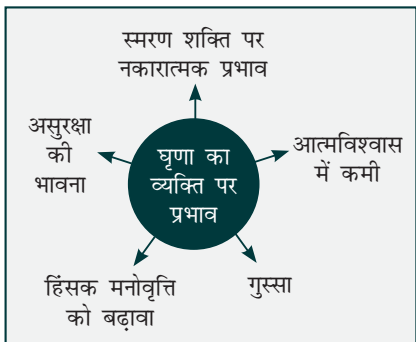 स्मरण शक्ति पर
नकारात्मक प्रभाव
असुरक्षा
की
भावना
घृणा का
व्यक्ति पर
प्रभाव
आत्मविश्वास
में कमी
हिंसक मनोवृत्ति
को बढ़ावा
गुस्सा